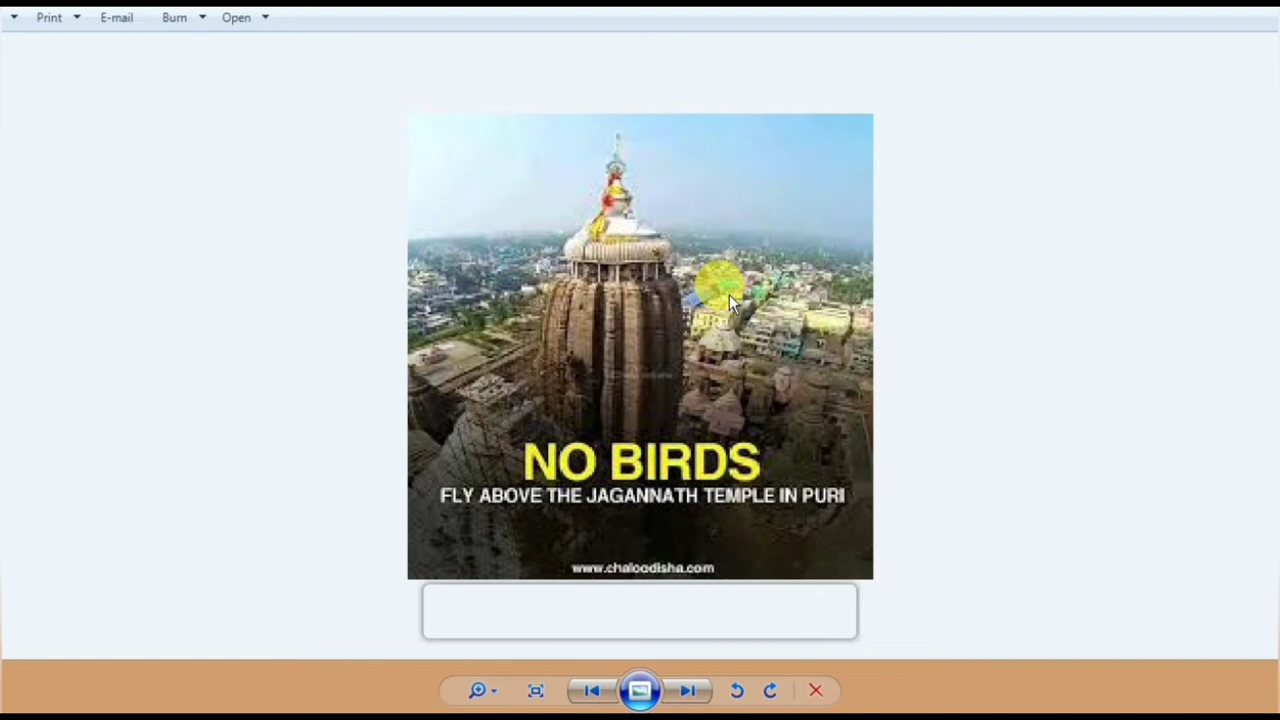 Print E-mail Burn Open
NO BIRDS
FLY ABOVE THE JAGANNATH TEMPLE IN PURI
www.chaloodisha.com